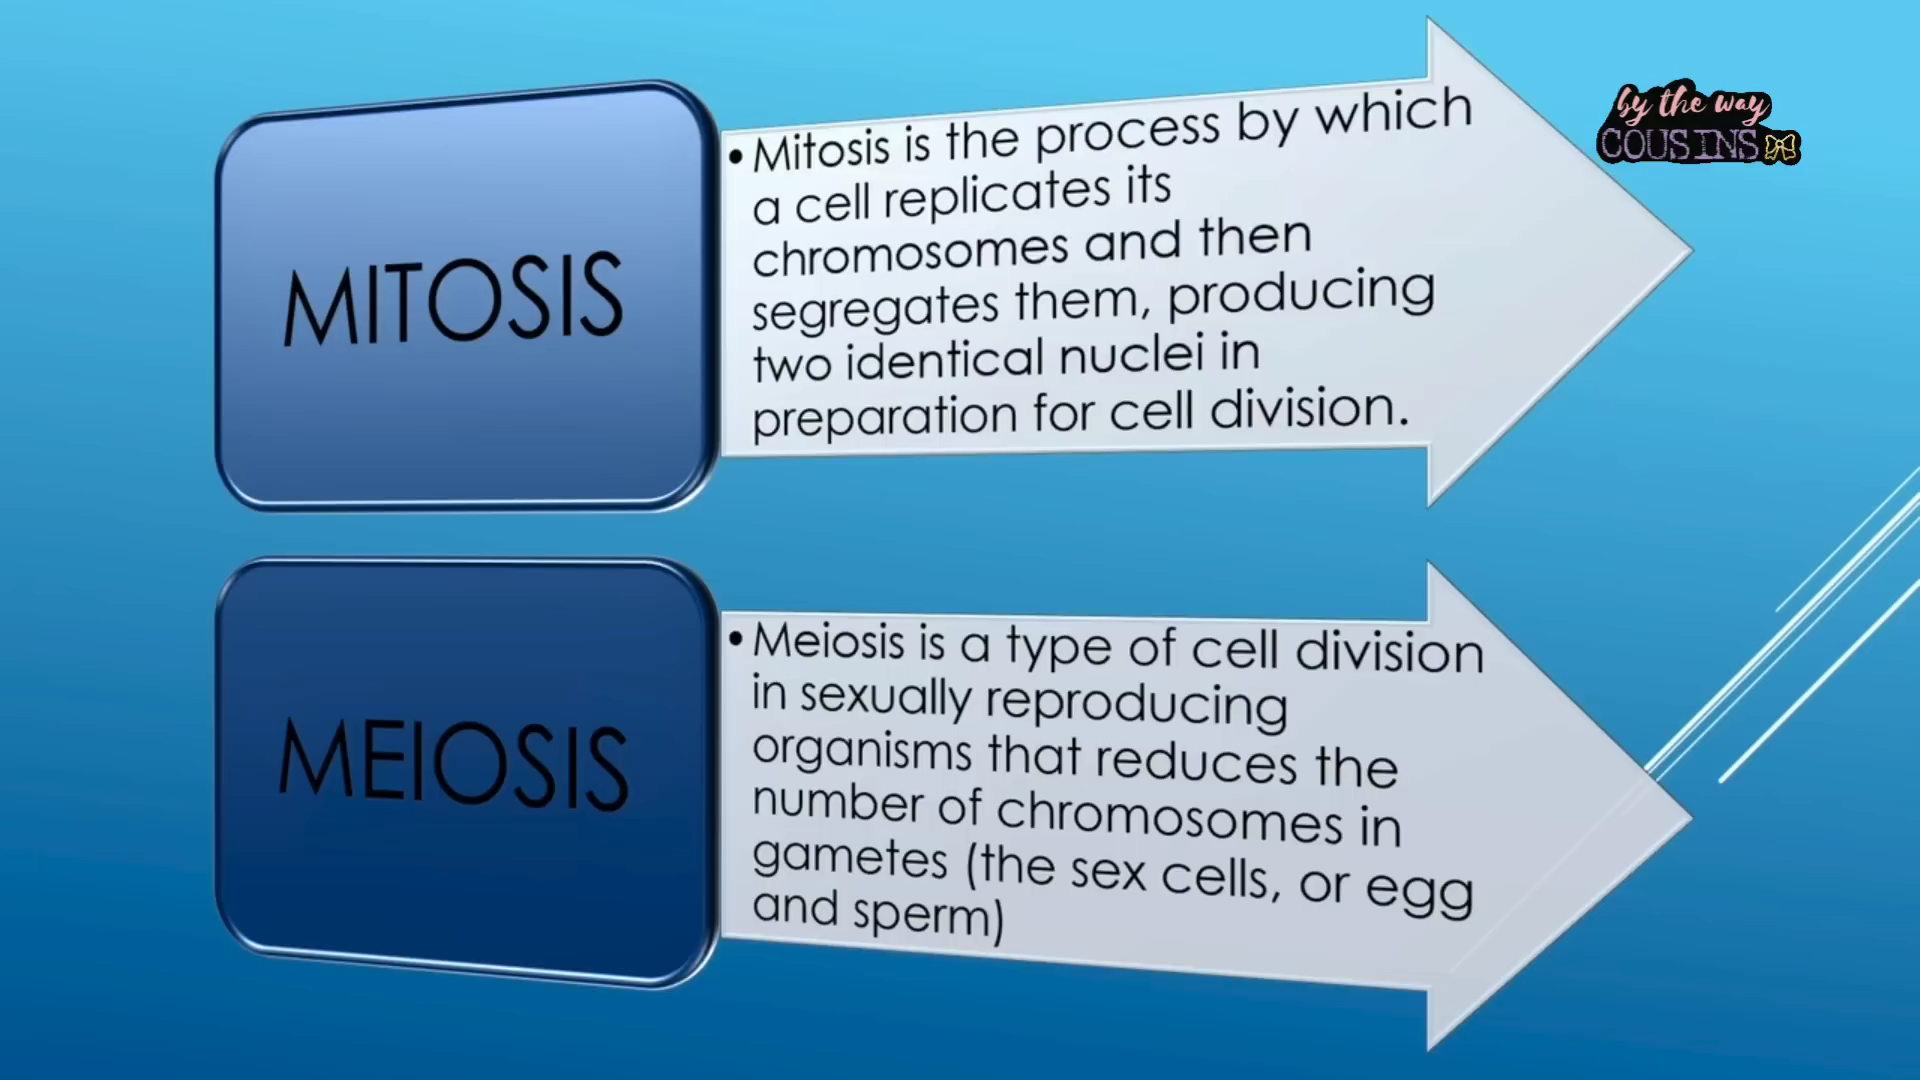 by the way
COUSINS
MITOSIS
• Mitosis is the process by which
a cell replicates its
chromosomes and then
segregates them, producing
two identical nuclei in
preparation for cell division.
MEIOSIS
• Meiosis is a type of cell division
in sexually reproducing
organisms that reduces the
number of chromosomes in
gametes (the sex cells, or egg
and sperm)